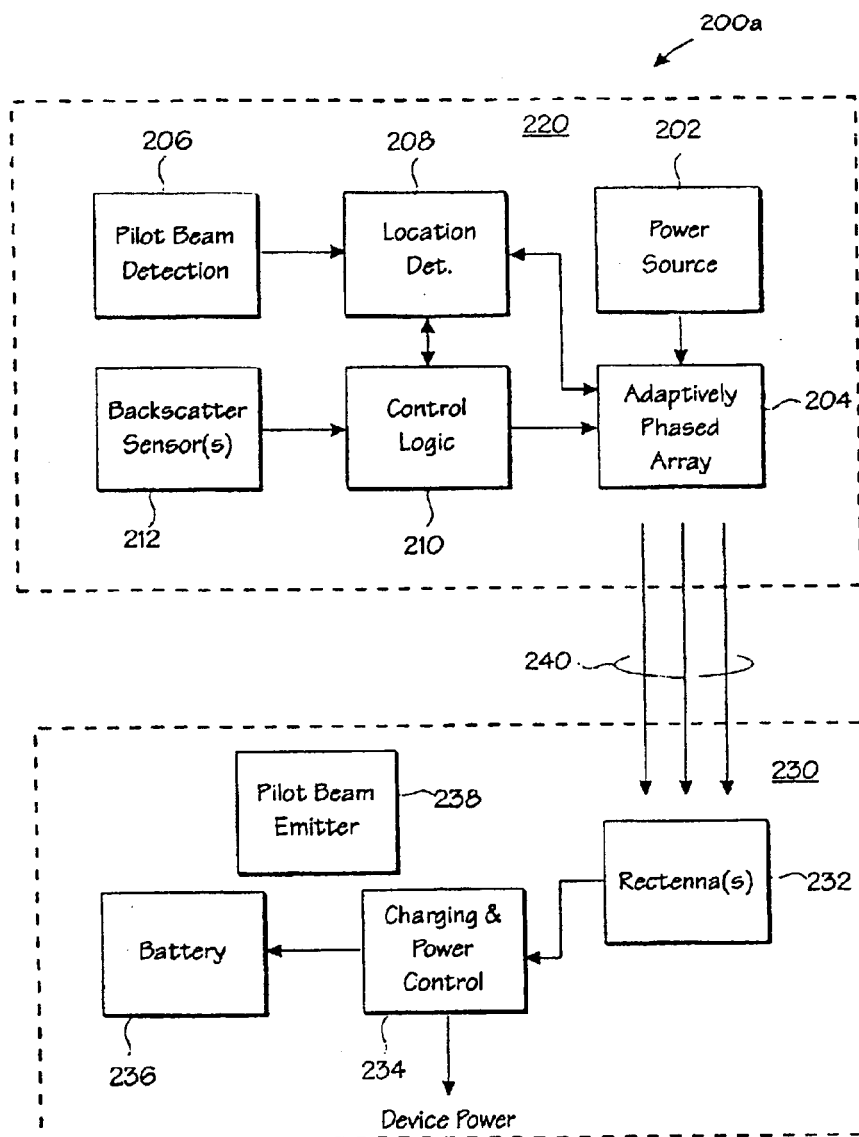 200a
220
206
208
202
Pilot Beam
Detection
Location
Det.
Power
Source
Backscatter
Sensor(s)
Control
Logic
Adaptively
Phased
Array
204
212
210
240
230
Pilot Beam
Emitter
238
Rectenna(s)
232
Battery
Charging &
Power
Control
236
234
Device Power